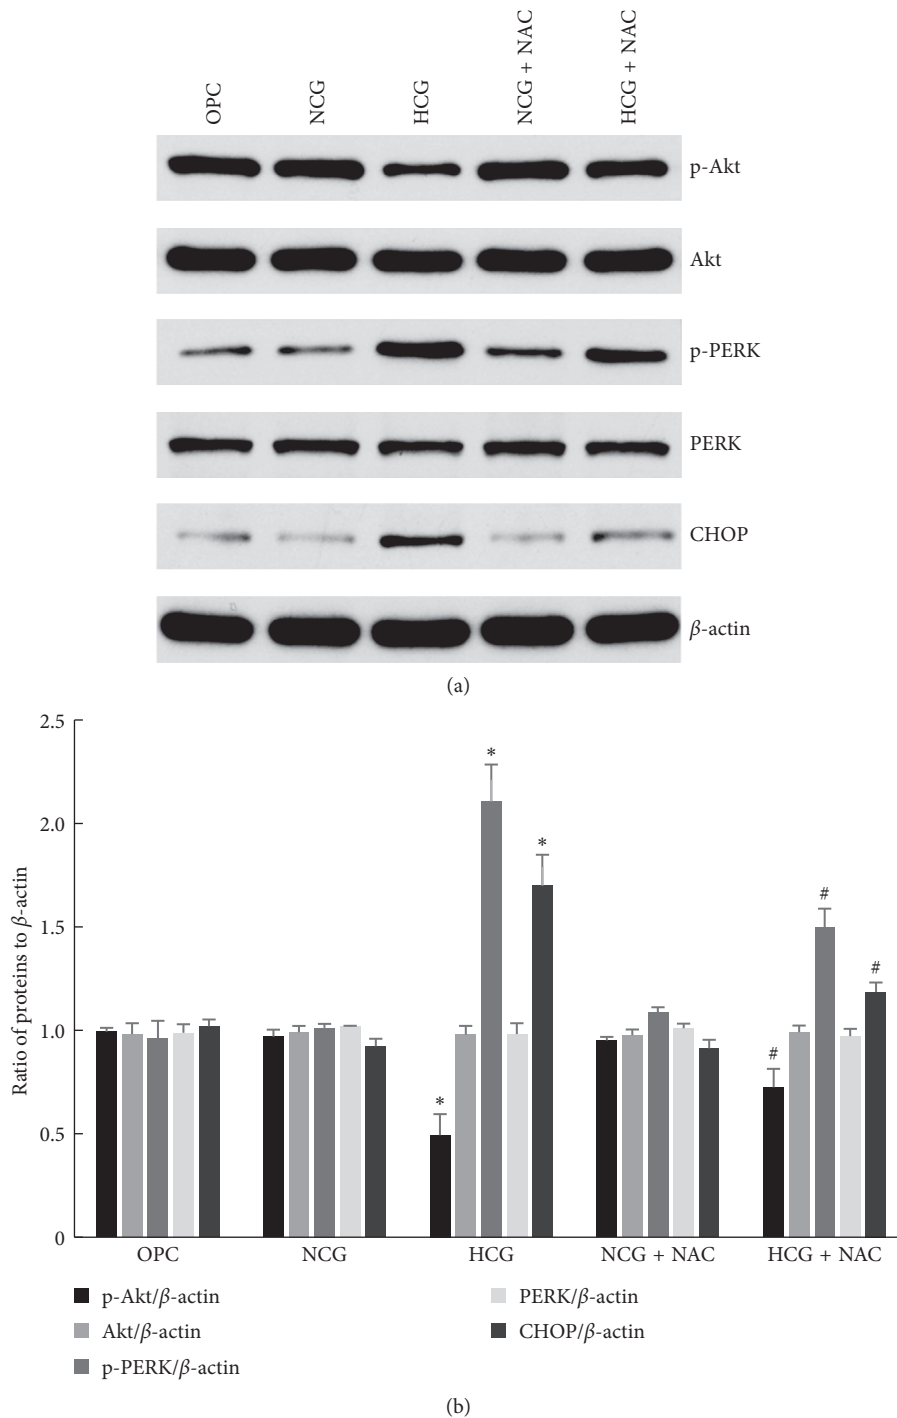 OPC
NCG
HCG
NCG + NAC
HCG + NAC
p-Akt
Akt
p-PERK
PERK
CHOP
β-actin
(a)
2.5
2.0
1.5
1.0
0.5
0
Ratio of proteins to β-actin
*
*
*
#
#
#
OPC
NCG
HCG
NCG + NAC
HCG + NAC
p-Akt/β-actin
Akt/β-actin
p-PERK/β-actin
PERK/β-actin
CHOP/β-actin
(b)